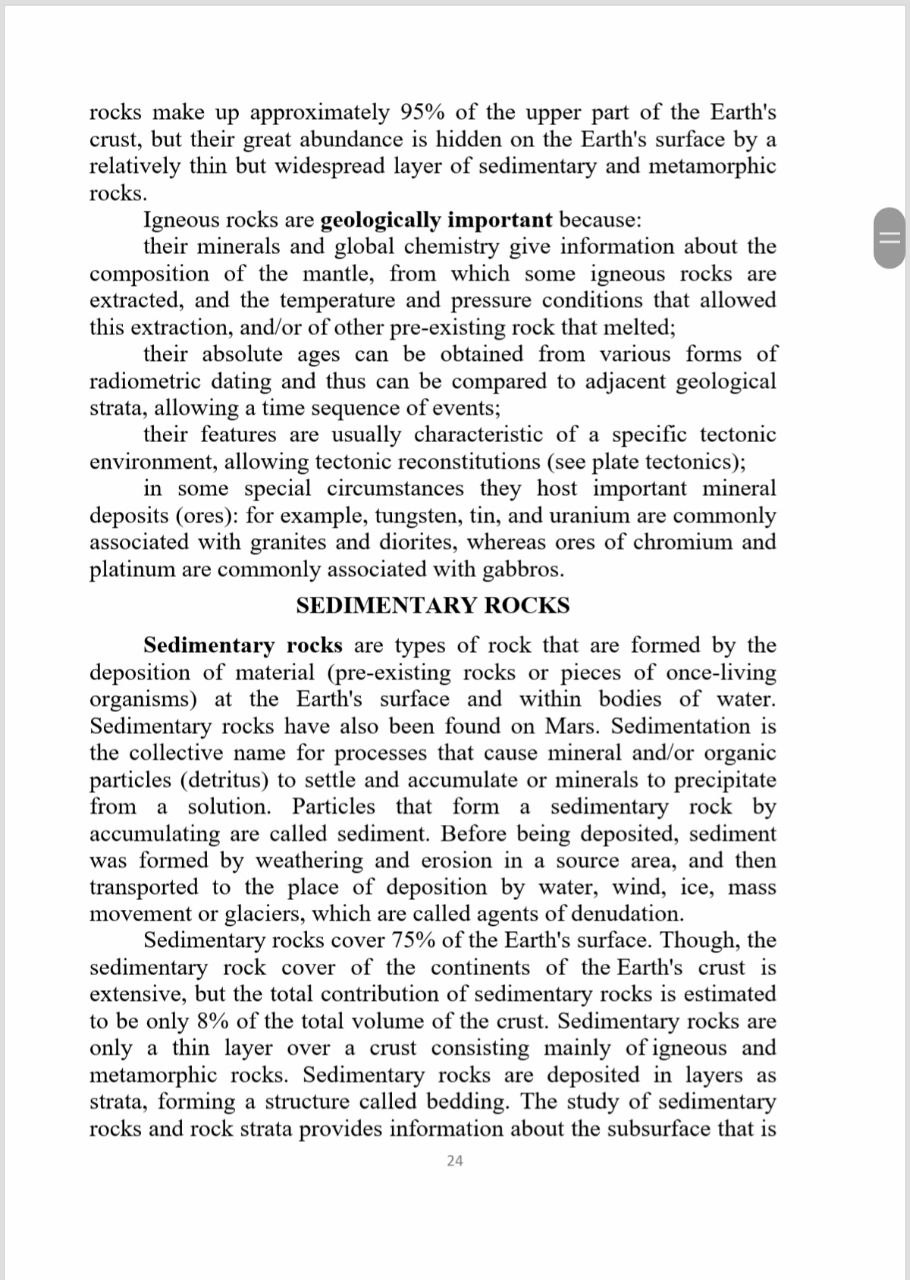 rocks make up approximately 95% of the upper part of the Earth's
crust, but their great abundance is hidden on the Earth's surface by a
relatively thin but widespread layer of sedimentary and metamorphic
rocks.
Igneous rocks are geologically important because:
their minerals and global chemistry give information about the
composition of the mantle, from which some igneous rocks are
extracted, and the temperature and pressure conditions that allowed
this extraction, and/or of other pre-existing rock that melted;
their absolute ages can be obtained from various forms of
radiometric dating and thus can be compared to adjacent geological
strata, allowing a time sequence of events;
their features are usually characteristic of a specific tectonic
environment, allowing tectonic reconstitutions (see plate tectonics);
in some special circumstances they host important mineral
deposits (ores): for example, tungsten, tin, and uranium are commonly
associated with granites and diorites, whereas ores of chromium and
platinum are commonly associated with gabbros.
SEDIMENTARY ROCKS
Sedimentary rocks are types of rock that are formed by the
deposition of material (pre-existing rocks or pieces of once-living
organisms) at the Earth's surface and within bodies of water.
Sedimentary rocks have also been found on Mars. Sedimentation is
the collective name for processes that cause mineral and/or organic
particles (detritus) to settle and accumulate or minerals to precipitate
from a solution. Particles that form a sedimentary rock by
accumulating are called sediment. Before being deposited, sediment
was formed by weathering and erosion in a source area, and then
transported to the place of deposition by water, wind, ice, mass
movement or glaciers, which are called agents of denudation.
Sedimentary rocks cover 75% of the Earth's surface. Though, the
sedimentary rock cover of the continents of the Earth's crust is
extensive, but the total contribution of sedimentary rocks is estimated
to be only 8% of the total volume of the crust. Sedimentary rocks are
only a thin layer over a crust consisting mainly of igneous and
metamorphic rocks. Sedimentary rocks are deposited in layers as
strata, forming a structure called bedding. The study of sedimentary
rocks and rock strata provides information about the subsurface that is
24